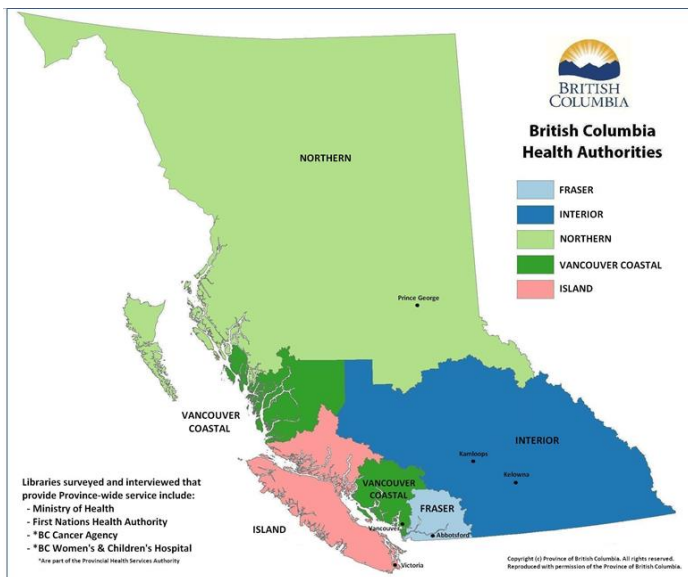 BRITISH
COLUMBIA
British Columbia
Health Authorities
FRASER
INTERIOR
NORTHERN
VANCOUVER COASTAL
ISLAND
NORTHERN
Prince George
VANCOUVER
COASTAL
INTERIOR
Kamloops
Kelowna
VANCOUVER
COASTAL
FRASER
Vancouver
Abbotsford
ISLAND
Victoria
Libraries surveyed and interviewed that
provide Province-wide service include:
- Ministry of Health
- First Nations Health Authority
- *BC Cancer Agency
- *BC Women's & Children's Hospital
*Are part of the Provincial Health Services Authority
Copyright (c) Province of British Columbia. All rights reserved.
Reproduced with permission of the Province of British Columbia.